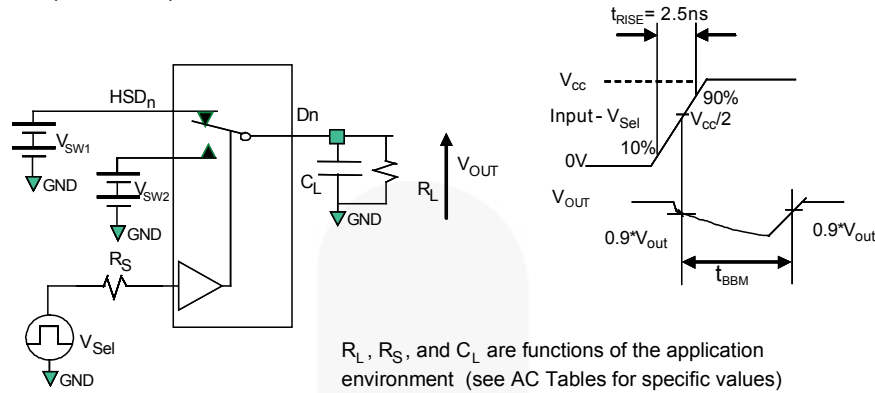 tRISE = 2.5ns
HSDn
Dn
VSW1
GND
VSW2
GND
CL
RL
VOUT
GND
RS
VSel
GND
Vcc
90%
Input - VSel
Vcc/2
10%
0V
VOUT
0.9*Vout
0.9*Vout
tBBM
RL , RS, and CL are functions of the application
environment (see AC Tables for specific values)